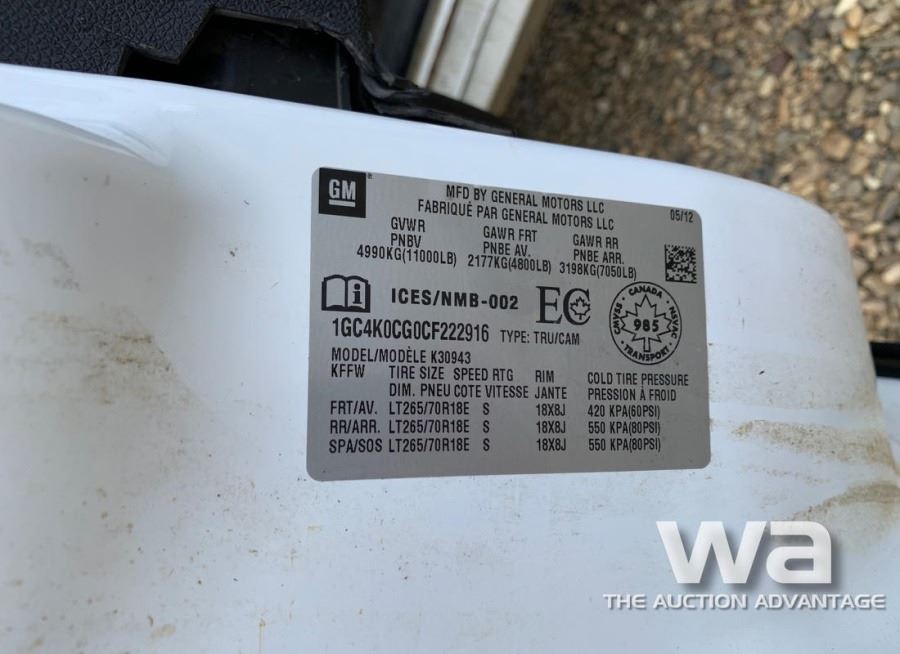 GM
MFD BY GENERAL MOTORS LLC
FABRIQUÉ PAR GENERAL MOTORS LLC
05/12
GVWR GAWR FRT GAWR RR
PNBV PNBE AV. PNBE ARR.
4990KG(11000LB) 2177KG(4800LB) 3198KG(7050LB)
i ICES/NMB-002 EC
CANADA
CMVSS NSVAC
985
TRANSPORT
1GC4K0CG0CF222916 TYPE: TRU/CAM
MODEL/MODÈLE K30943
KFFW TIRE SIZE SPEED RTG RIM COLD TIRE PRESSURE
DIM. PNEU COTE VITESSE JANTE PRESSION À FROID
FRT/AV. LT265/70R18E S 18X8J 420 KPA(60PSI)
RR/ARR. LT265/70R18E S 18X8J 550 KPA(80PSI)
SPA/SOS LT265/70R18E S 18X8J 550 KPA(80PSI)
wa
THE AUCTION ADVANTAGE